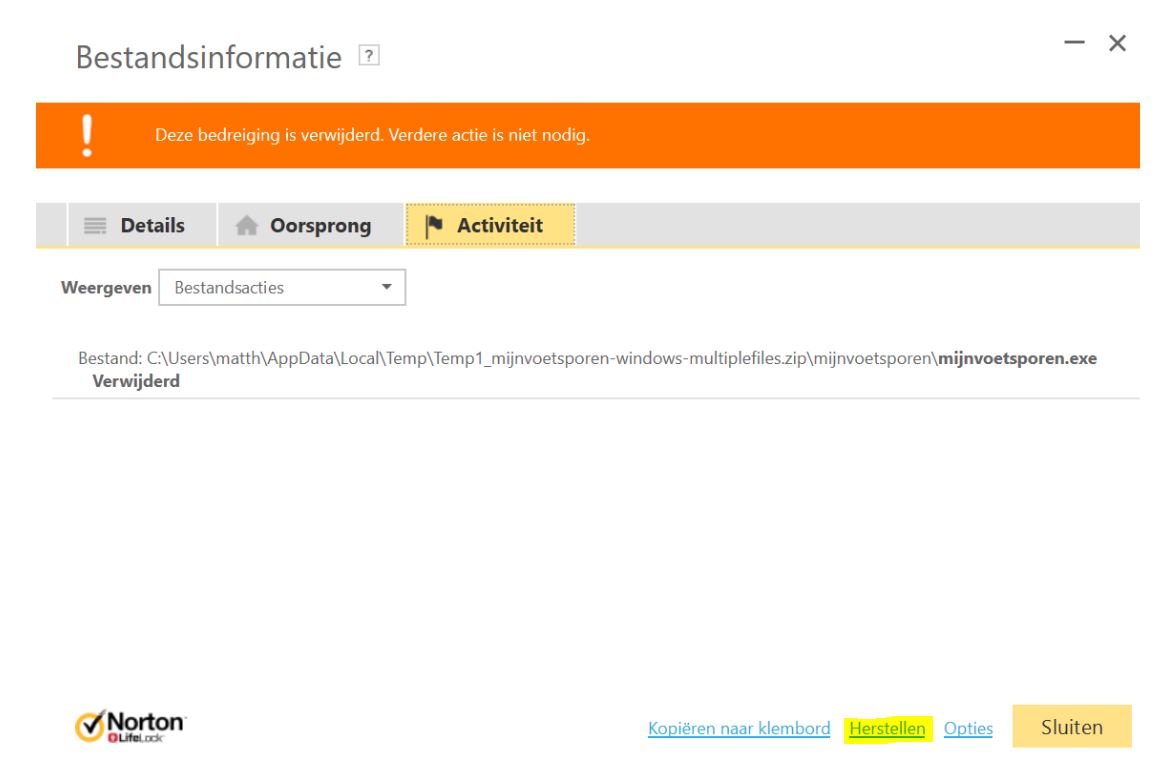 Bestandsinformatie ?
Deze bedreiging is verwijderd. Verdere actie is niet nodig.
Details Oorsprong Activiteit
Weergeven Bestandsacties
Bestand: C:\Users\matth\AppData\Local\Temp\Temp1_mijnvoetsporen-windows-multiplefiles.zip\mijnvoetsporen\mijnvoetsporen.exe
Verwijderd
Norton
LifeLock
Kopiëren naar klembord Herstellen Opties Sluiten